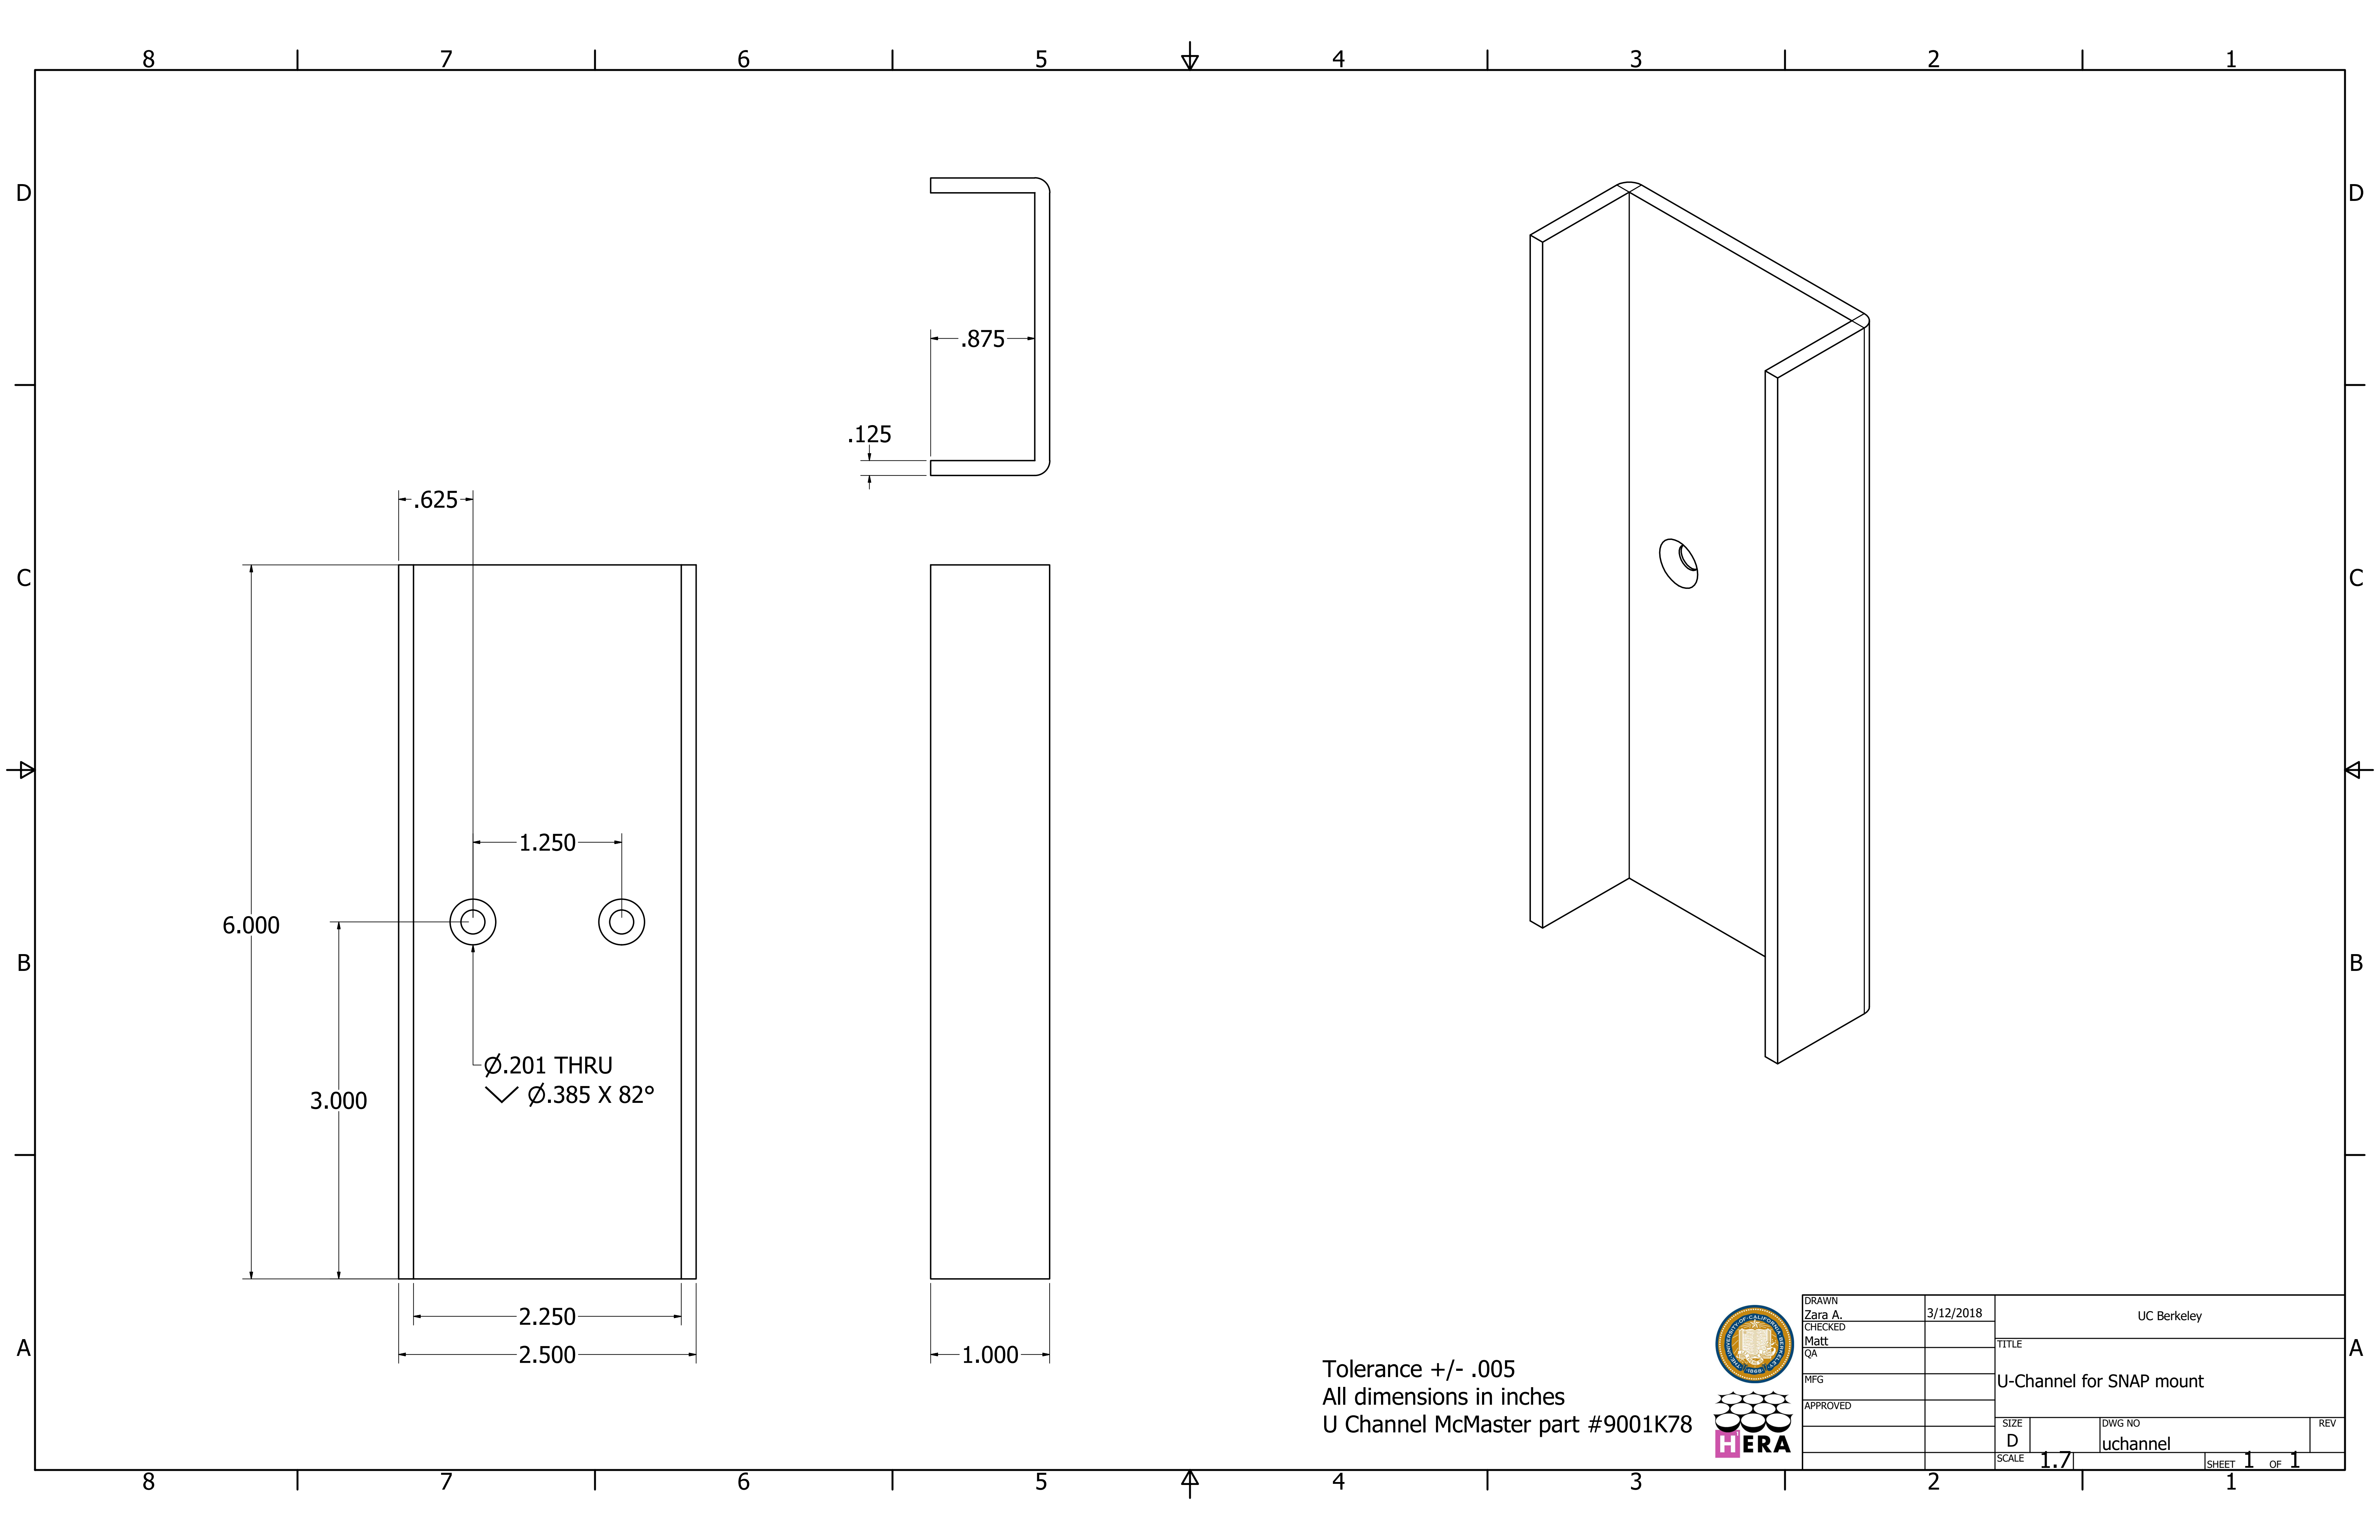 8 7 6 5 4 3 2 1
D D
.875
.125
.625
C C
1.250
6.000
B B
Ø.201 THRU
Ø.385 X 82°
3.000
2.250
2.500
1.000
A A
Tolerance +/- .005
All dimensions in inches
U Channel McMaster part #9001K78
HERA
DRAWN
Zara A. 3/12/2018
CHECKED
Matt
QA
MFG
APPROVED
UC Berkeley
TITLE
U-Channel for SNAP mount
SIZE
D
DWG NO
uchannel
REV
SCALE 1.7
SHEET 1 OF 1
8 7 6 5 4 3 2 1